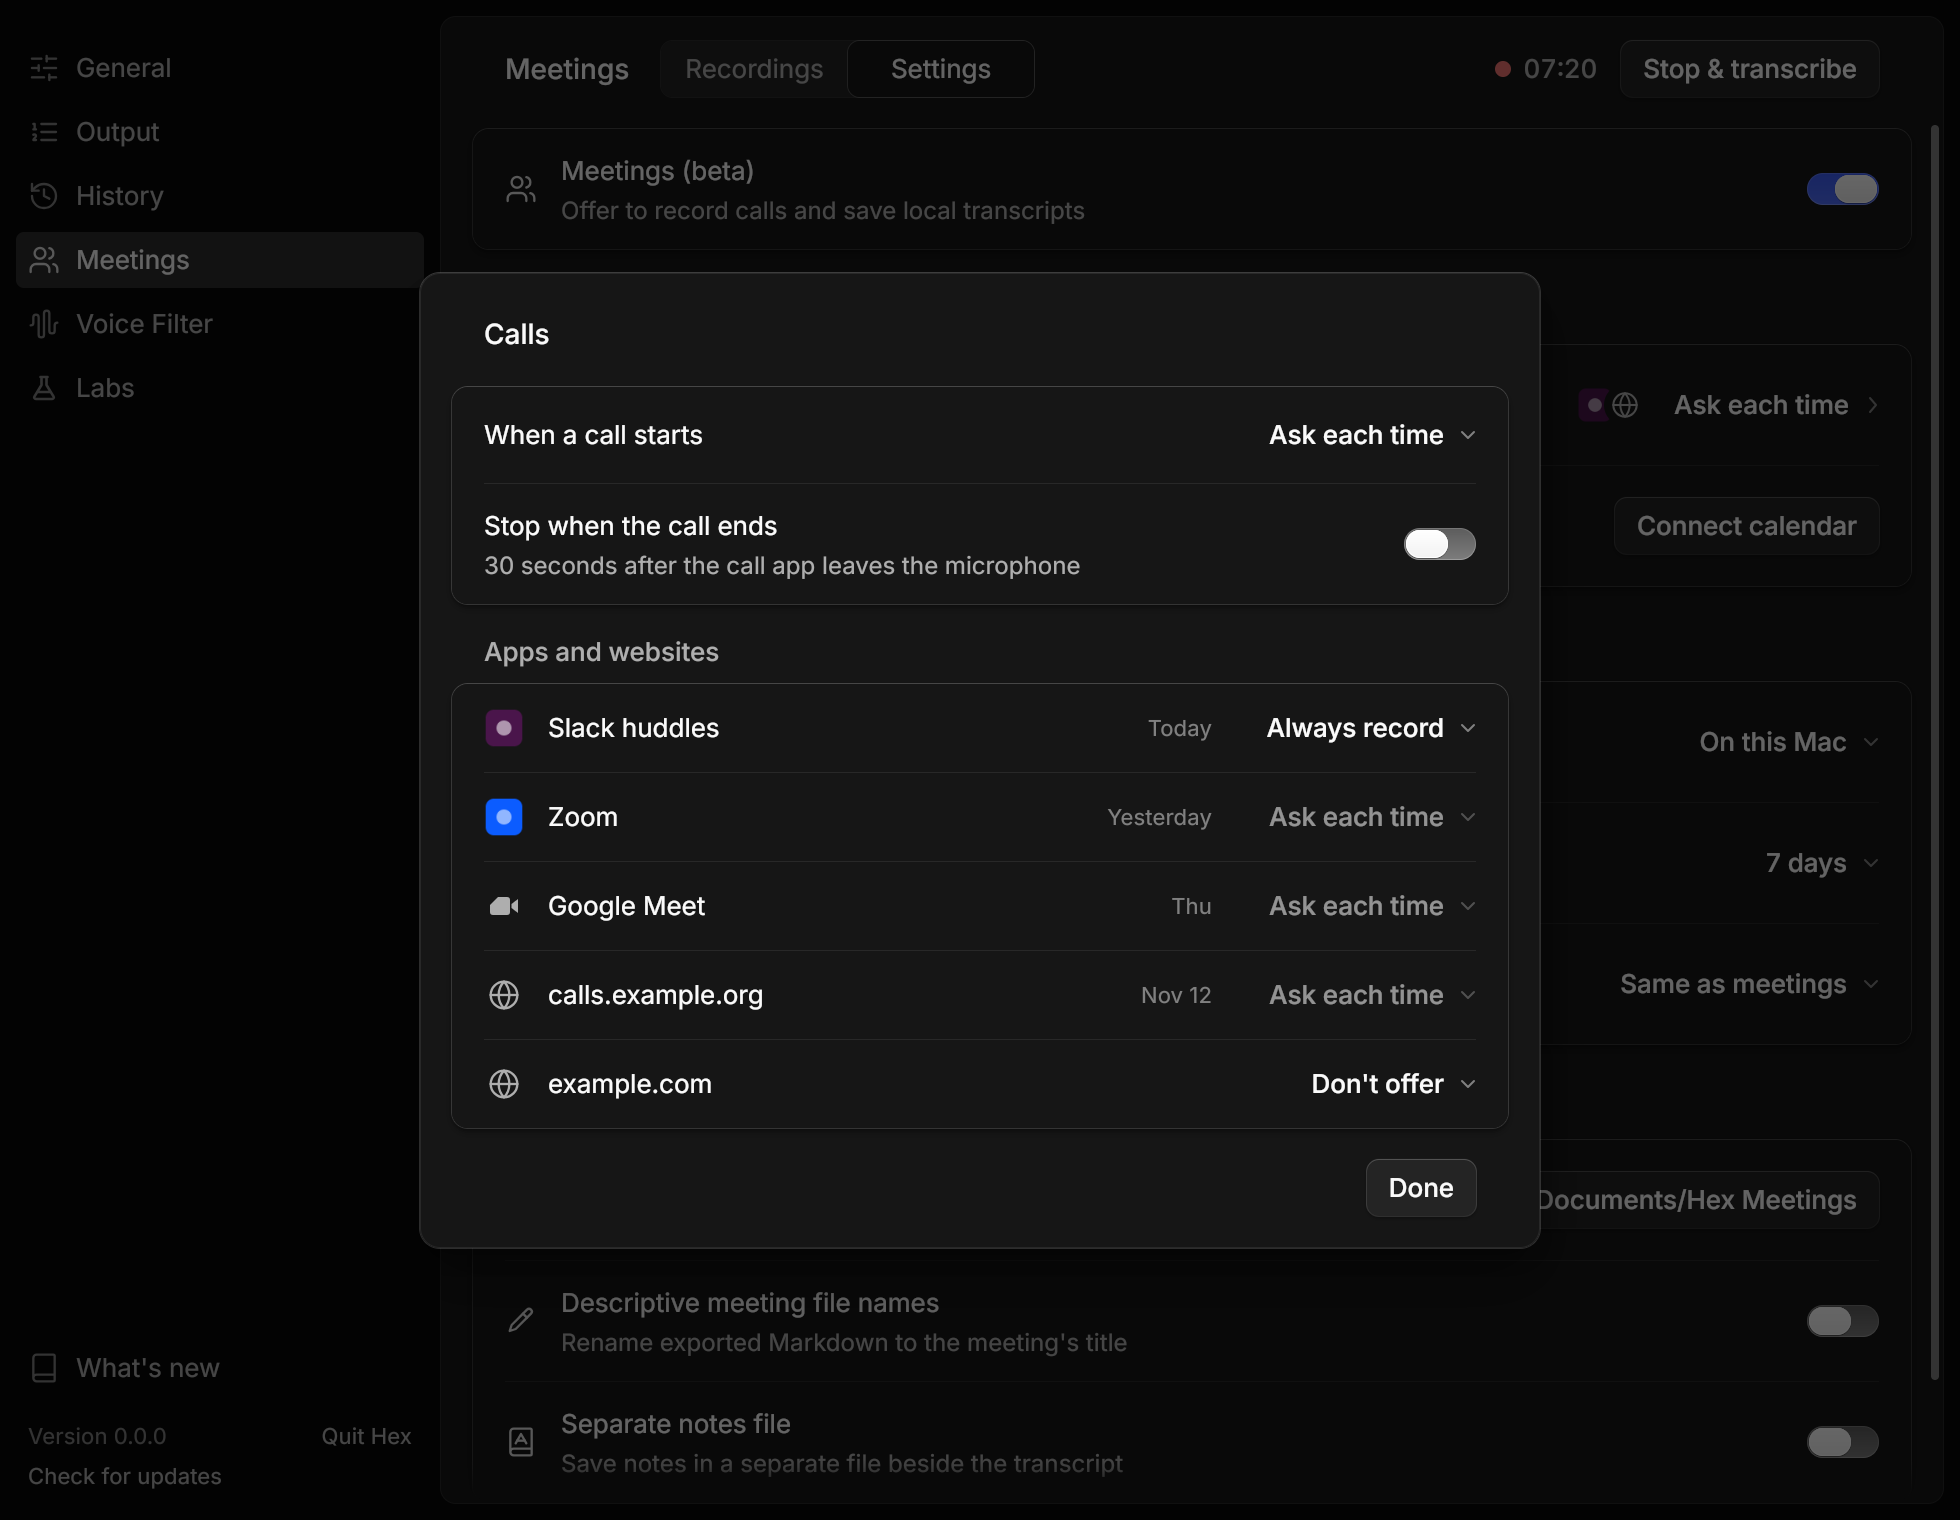 General
Output
History
Meetings
Voice Filter
Labs
What's new
Version 0.0.0
Quit Hex
Check for updates
Meetings
Recordings
Settings
07:20
Stop & transcribe
Meetings (beta)
Offer to record calls and save local transcripts
Ask each time
Connect calendar
On this Mac
7 days
Same as meetings
Documents/Hex Meetings
Descriptive meeting file names
Rename exported Markdown to the meeting's title
Separate notes file
Save notes in a separate file beside the transcript
Calls
When a call starts
Ask each time
Stop when the call ends
30 seconds after the call app leaves the microphone
Apps and websites
Slack huddles
Today
Always record
Zoom
Yesterday
Ask each time
Google Meet
Thu
Ask each time
calls.example.org
Nov 12
Ask each time
example.com
Don't offer
Done